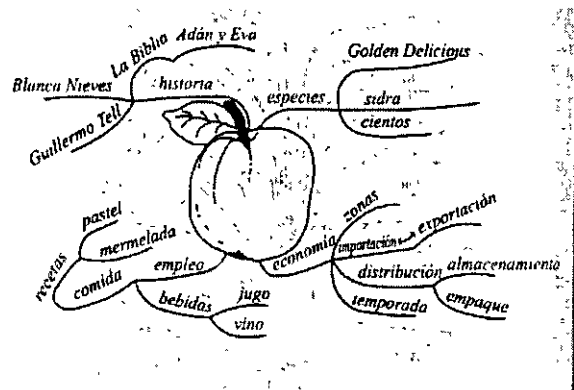 La Biblia
Adán y Eva
Blanca Nieves
historia
Guillermo Tell
Golden Delicious
especies
sidra
cientos
pastel
mermelada
recetas
comida
empleo
bebidas
jugo
vino
economía
zonas
importación
exportación
distribución
almacenamiento
empaque
temporada